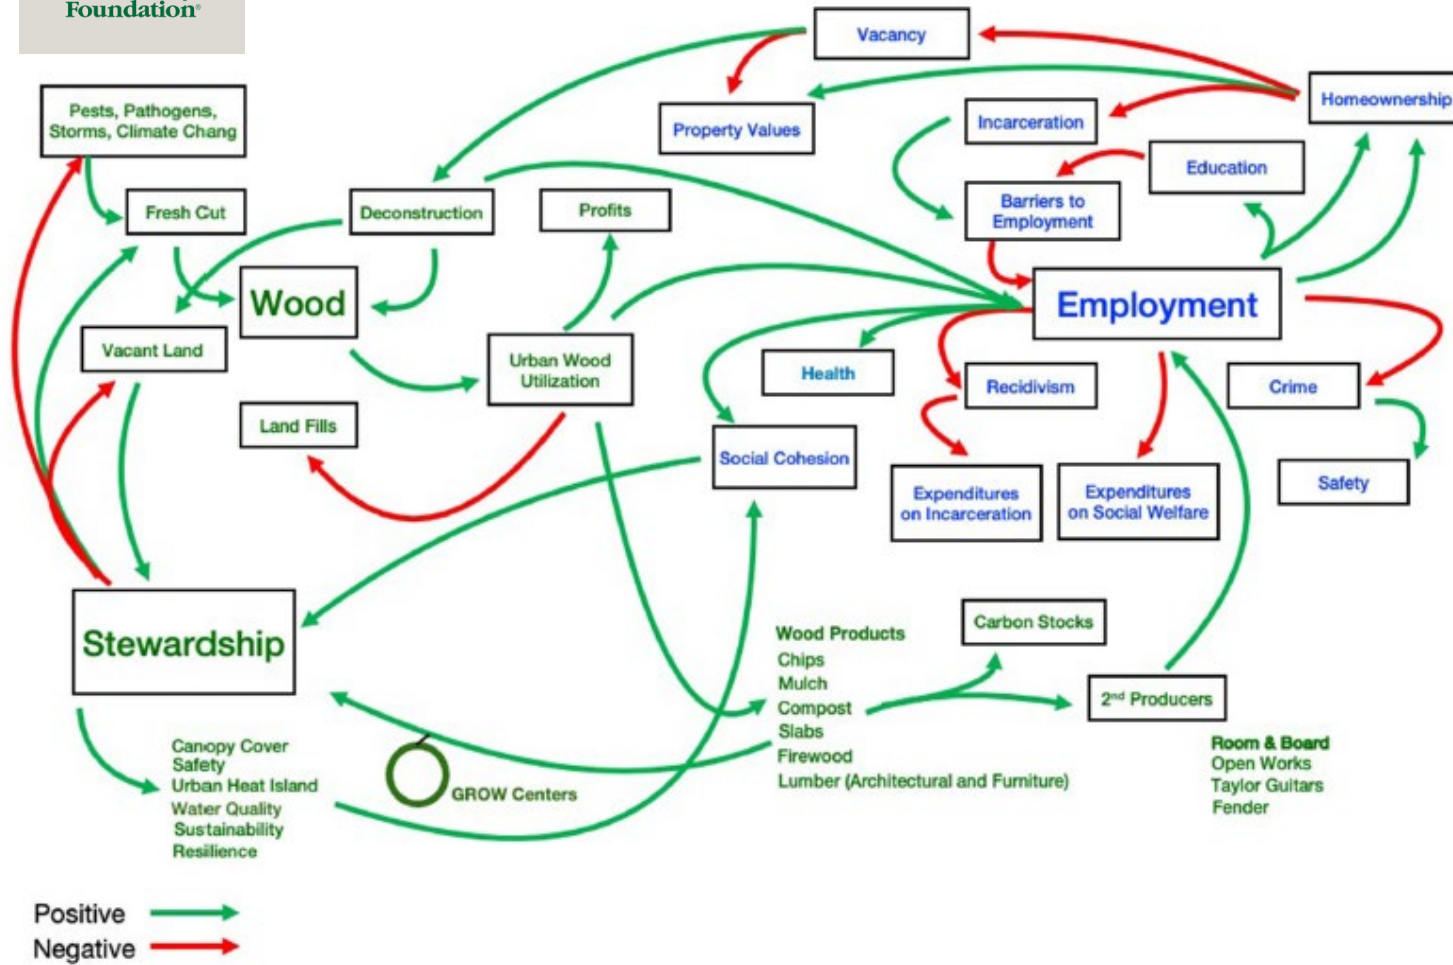 Foundation®
Vacancy
Homeownership
Pests, Pathogens,
Storms, Climate Chang
Property Values
Incarceration
Education
Fresh Cut
Deconstruction
Profits
Barriers to
Employment
Wood
Employment
Vacant Land
Urban Wood
Utilization
Health
Recidivism
Crime
Land Fills
Social Cohesion
Expenditures
on Incarceration
Expenditures
on Social Welfare
Safety
Stewardship
Wood Products
Chips
Mulch
Compost
Slabs
Firewood
Lumber (Architectural and Furniture)
Carbon Stocks
2nd Producers
Room & Board
Open Works
Taylor Guitars
Fender
Canopy Cover
Safety
Urban Heat Island
Water Quality
Sustainability
Resilience
GROW Centers
Positive
Negative